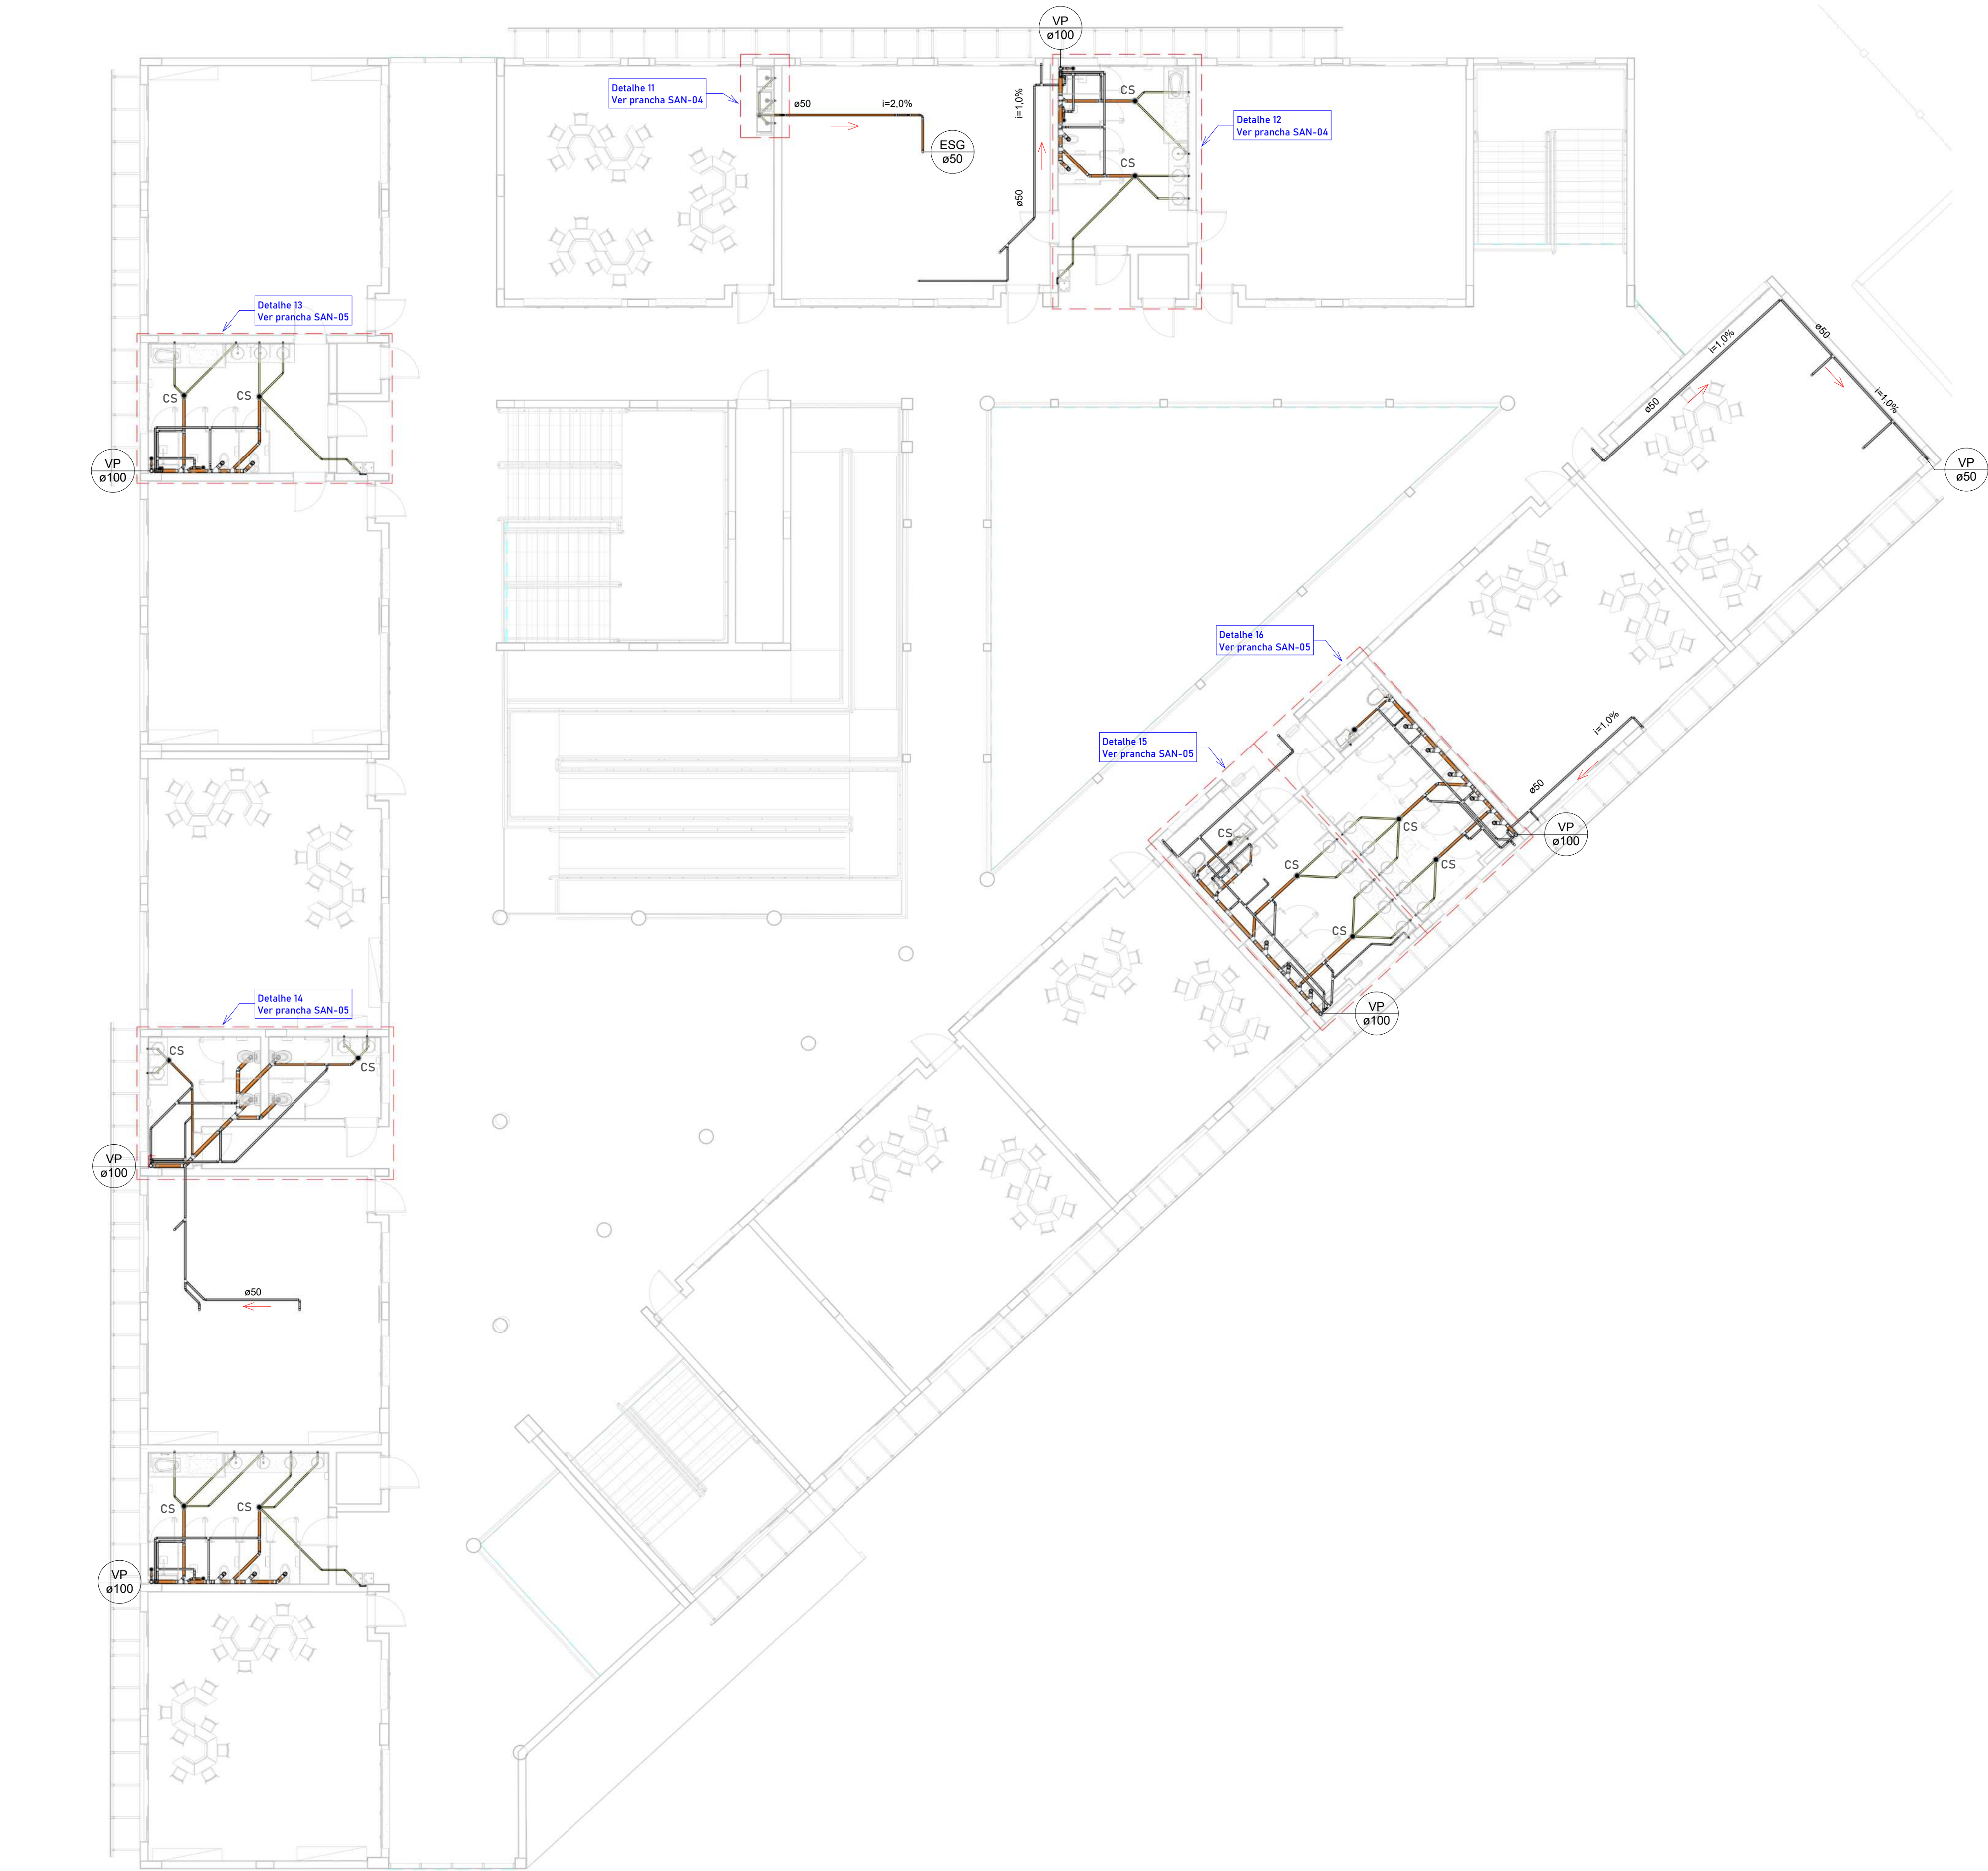 VP
ø100
Detalhe 11
Ver prancha SAN-04
ø50
i=2,0%
ESG
ø50
i=1,0%
ø50
CS
CS
Detalhe 12
Ver prancha SAN-04
Detalhe 13
Ver prancha SAN-05
CS
CS
VP
ø100
i=1,0%
ø50
ø50
i=1,0%
VP
ø50
Detalhe 16
Ver prancha SAN-05
Detalhe 15
Ver prancha SAN-05
i=1,0%
ø50
CS
CS
CS
CS
CS
VP
ø100
VP
ø100
Detalhe 14
Ver prancha SAN-05
CS
CS
VP
ø100
ø50
CS
CS
VP
ø100